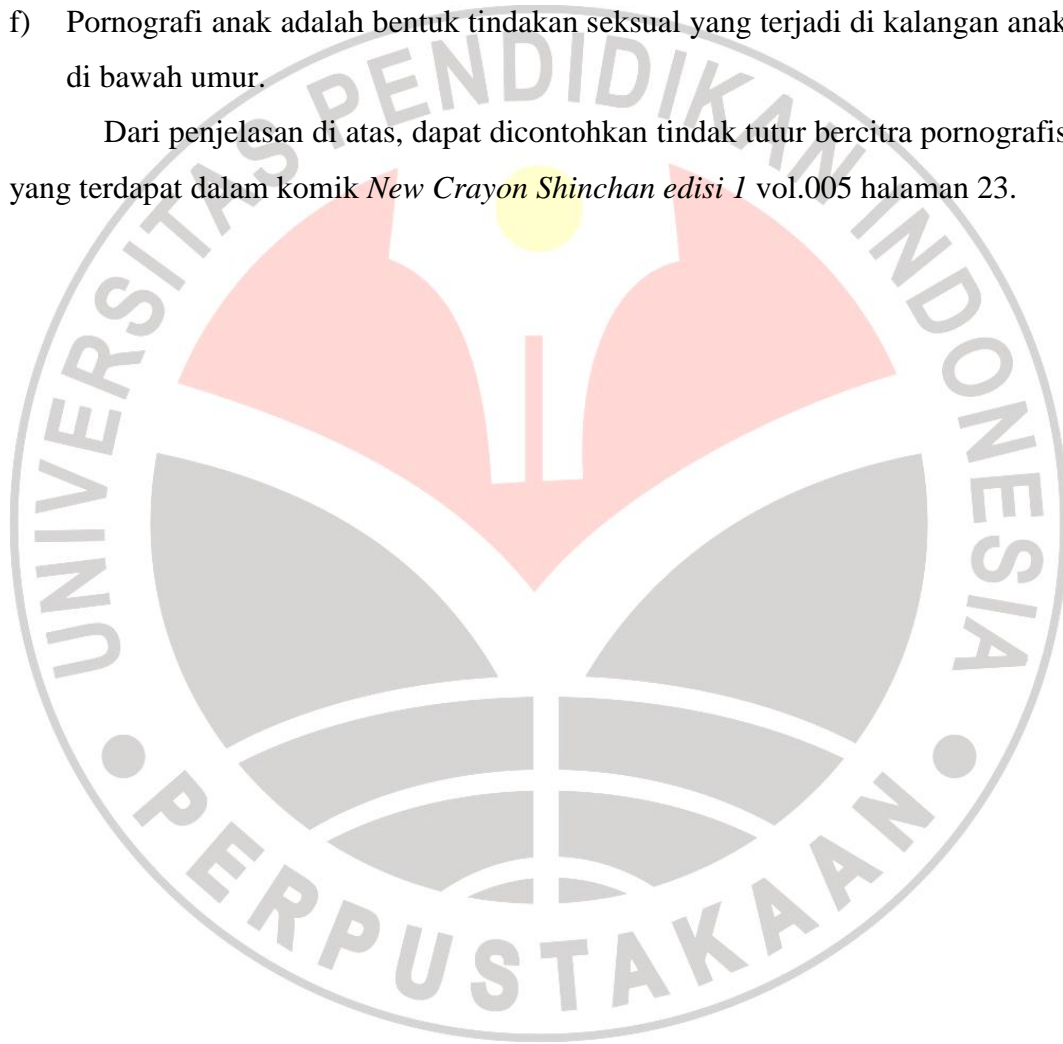 f) Pornografi anak adalah bentuk tindakan seksual yang terjadi di kalangan anak
di bawah umur.
Dari penjelasan di atas, dapat dicontohkan tindak tutur bercitra pornografis
yang terdapat dalam komik New Crayon Shinchan edisi 1 vol.005 halaman 23.
UNIVERSITAS PENDIDIKAN INDONESIA
PERPUSTAKAAN